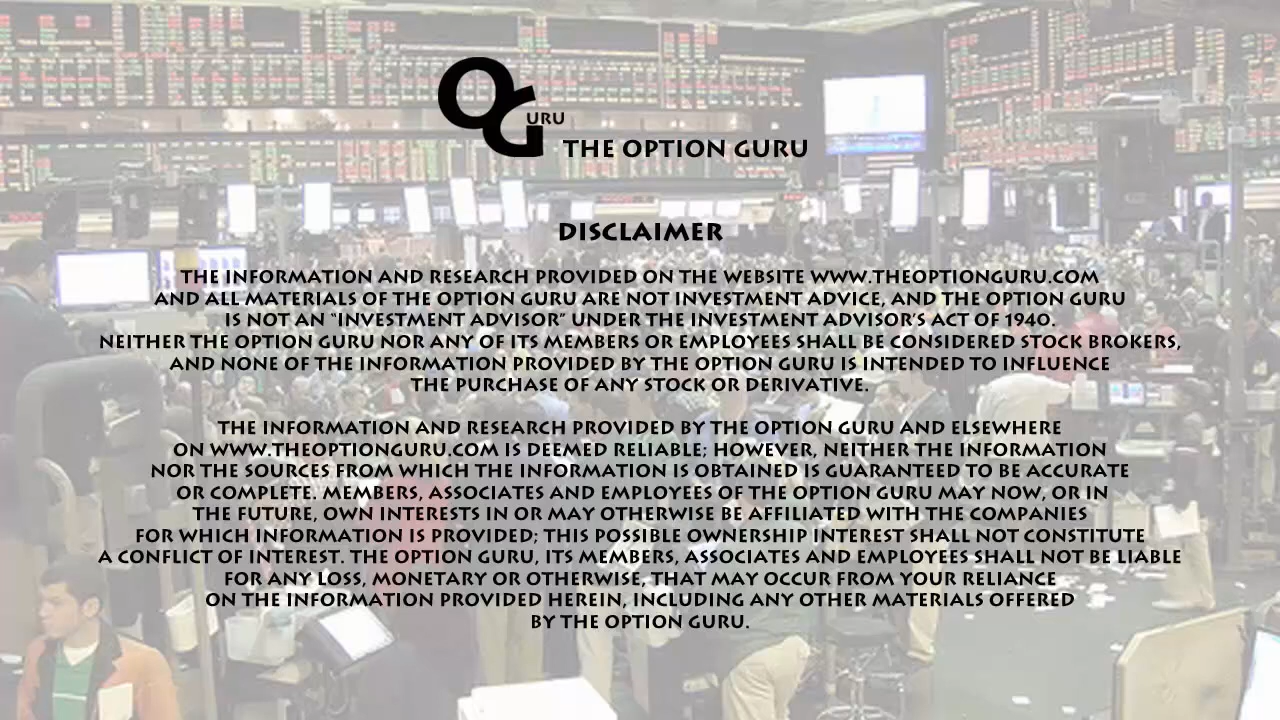 OG
URU
THE OPTION GURU
DISCLAIMER
THE INFORMATION AND RESEARCH PROVIDED ON THE WEBSITE WWW.THEOPTIONGURU.COM
AND ALL MATERIALS OF THE OPTION GURU ARE NOT INVESTMENT ADVICE, AND THE OPTION GURU
IS NOT AN “INVESTMENT ADVISOR” UNDER THE INVESTMENT ADVISOR’S ACT OF 1940.
NEITHER THE OPTION GURU NOR ANY OF ITS MEMBERS OR EMPLOYEES SHALL BE CONSIDERED STOCK BROKERS,
AND NONE OF THE INFORMATION PROVIDED BY THE OPTION GURU IS INTENDED TO INFLUENCE
THE PURCHASE OF ANY STOCK OR DERIVATIVE.
THE INFORMATION AND RESEARCH PROVIDED BY THE OPTION GURU AND ELSEWHERE
ON WWW.THEOPTIONGURU.COM IS DEEMED RELIABLE; HOWEVER, NEITHER THE INFORMATION
NOR THE SOURCES FROM WHICH THE INFORMATION IS OBTAINED IS GUARANTEED TO BE ACCURATE
OR COMPLETE. MEMBERS, ASSOCIATES AND EMPLOYEES OF THE OPTION GURU MAY NOW, OR IN
THE FUTURE, OWN INTERESTS IN OR MAY OTHERWISE BE AFFILIATED WITH THE COMPANIES
FOR WHICH INFORMATION IS PROVIDED; THIS POSSIBLE OWNERSHIP INTEREST SHALL NOT CONSTITUTE
A CONFLICT OF INTEREST. THE OPTION GURU, ITS MEMBERS, ASSOCIATES AND EMPLOYEES SHALL NOT BE LIABLE
FOR ANY LOSS, MONETARY OR OTHERWISE, THAT MAY OCCUR FROM YOUR RELIANCE
ON THE INFORMATION PROVIDED HEREIN, INCLUDING ANY OTHER MATERIALS OFFERED
BY THE OPTION GURU.